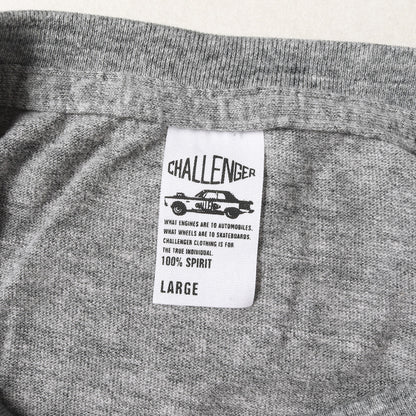 CHALLENGER
WHAT ENGINES ARE TO AUTOMOBILES.
WHAT WHEELS ARE TO SKATEBOARDS.
CHALLENGER CLOTHING IS FOR
THE TRUE INDIVIDUAL.
100% SPIRIT
LARGE